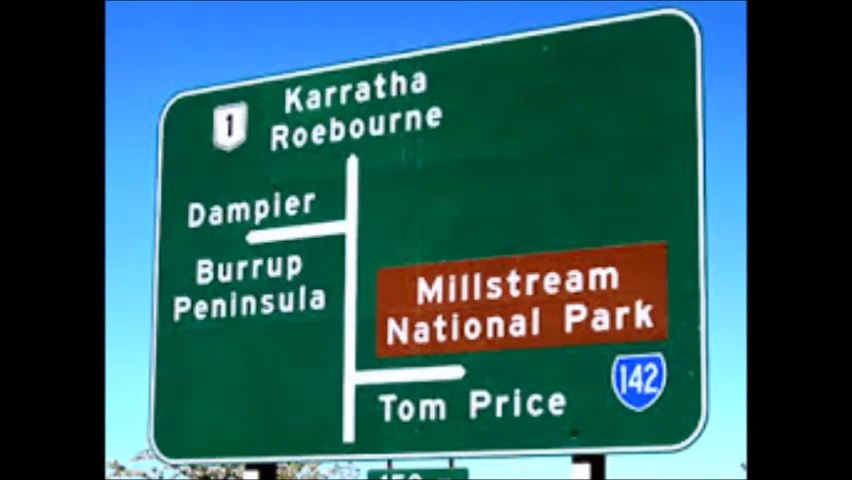 1
Karratha
Roebourne
Dampier
Burrup
Peninsula
Millstream
National Park
142
Tom Price